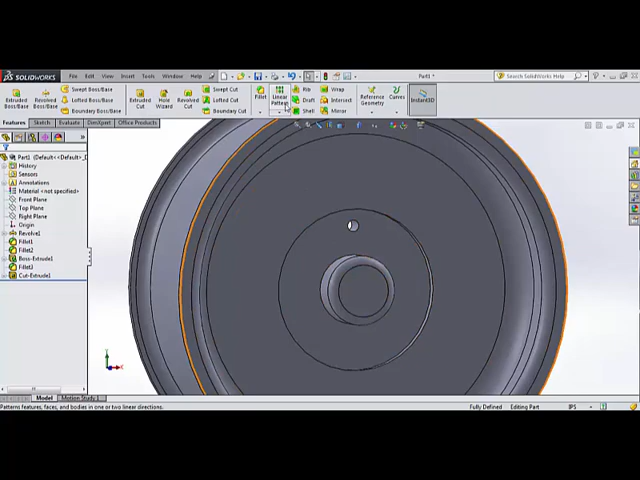 SOLIDWORKS File Edit View Insert Tools Window Help Part1 * Search SolidWorks Help
Extruded Boss/Base
Revolved Boss/Base
Swept Boss/Base
Lofted Boss/Base
Boundary Boss/Base
Extruded Cut
Hole Wizard
Revolved Cut
Swept Cut
Lofted Cut
Boundary Cut
Fillet
Linear Pattern
Rib
Draft
Shell
Wrap
Intersect
Mirror
Reference Geometry
Curves
Instant3D
Features Sketch Evaluate DimXpert Office Products
Part1 (Default<<Default>_D
History
Sensors
Annotations
Material <not specified>
Front Plane
Top Plane
Right Plane
Origin
Revolve1
Fillet1
Fillet2
Boss-Extrude1
Fillet3
Cut-Extrude1
Model Motion Study 1
Patterns features, faces, and bodies in one or two linear directions. Fully Defined Editing Part IPS